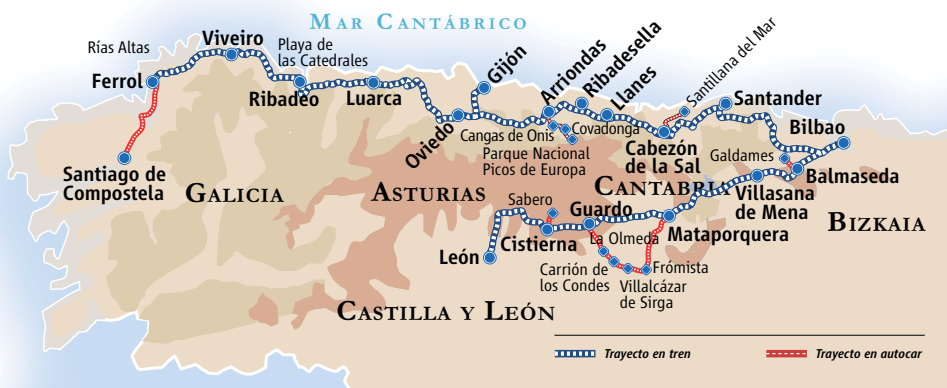 MAR CANTÁBRICO
Rías Altas
Viveiro
Playa de
las Catedrales
Ferrol
Ribadeo
Luarca
Gijón
Oviedo
Arriondas
Ribadesella
Llanes
Santillana del Mar
Santander
Bilbao
Cangas de Onis
Covadonga
Parque Nacional
Picos de Europa
Cabezón
de la Sal
Galdames
Balmaseda
Santiago de
Compostela
GALICIA
ASTURIAS
CANTABRI
Villasana
de Mena
BIZKAIA
Sabero
Guardo
León
Cistierna
La Olmeda
Mataporquera
Carrión de
los Condes
Frómista
Villalcázar
de Sirga
CASTILLA Y LEÓN
Trayecto en tren
Trayecto en autocar